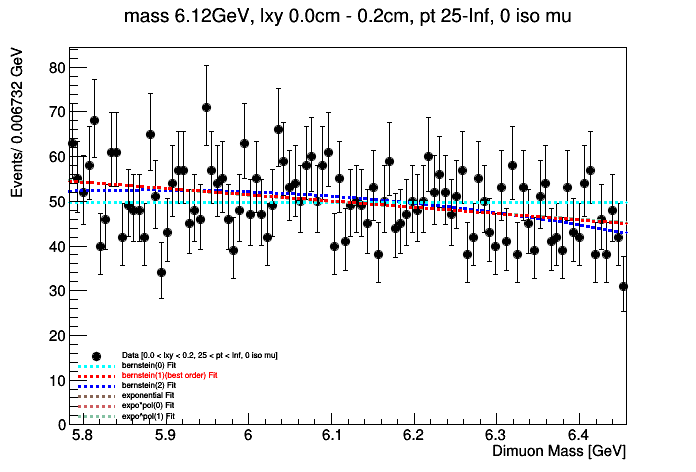 mass 6.12GeV, lxy 0.0cm - 0.2cm, pt 25-Inf, 0 iso mu
Events/ 0.006732 GeV
80
70
60
50
40
30
20
10
0
Data [0.0 < lxy < 0.2, 25 < pt < Inf, 0 iso mu]
bernstein(0) Fit
bernstein(1)(best order) Fit
bernstein(2) Fit
exponential Fit
expo*pol(0) Fit
expo*pol(1) Fit
5.8 5.9 6 6.1 6.2 6.3 6.4
Dimuon Mass [GeV]